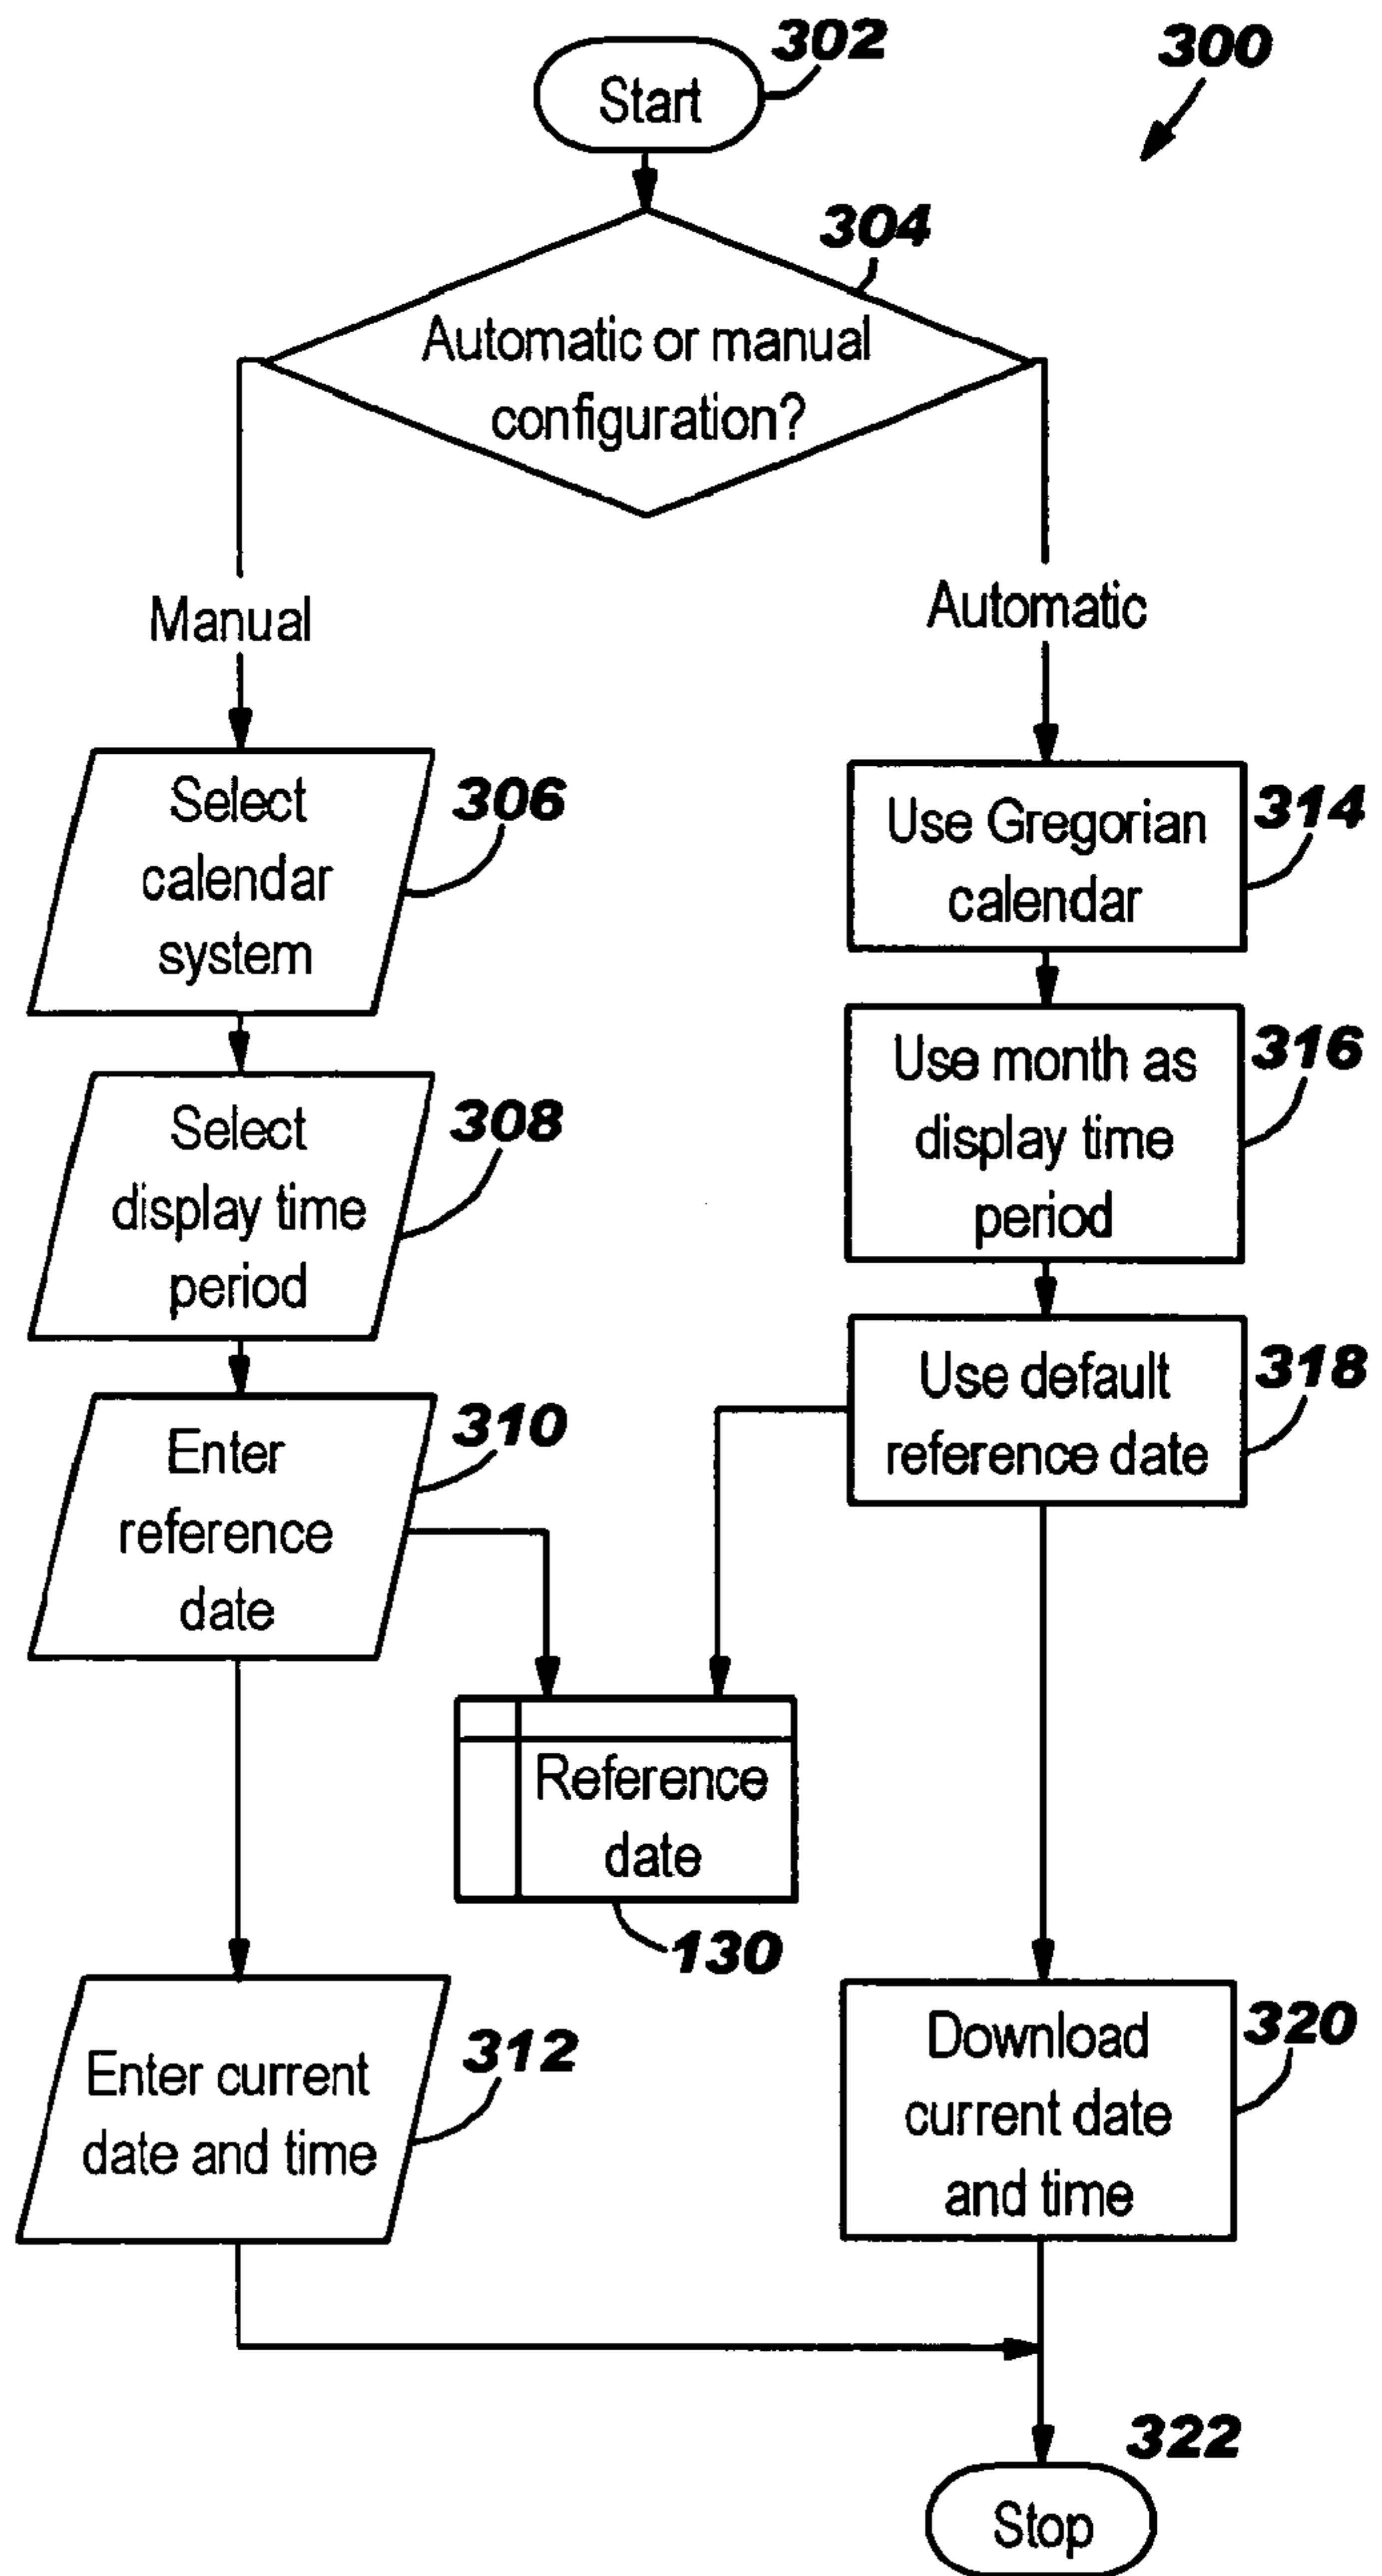 302
300
Start
304
Automatic or manual
configuration?
Manual
Automatic
Select
calendar
system
306
Use Gregorian
calendar
314
Select
display time
period
308
Use month as
display time
period
316
Enter
reference
date
310
Use default
reference date
318
Reference
date
130
Enter current
date and time
312
Download
current date
and time
320
322
Stop